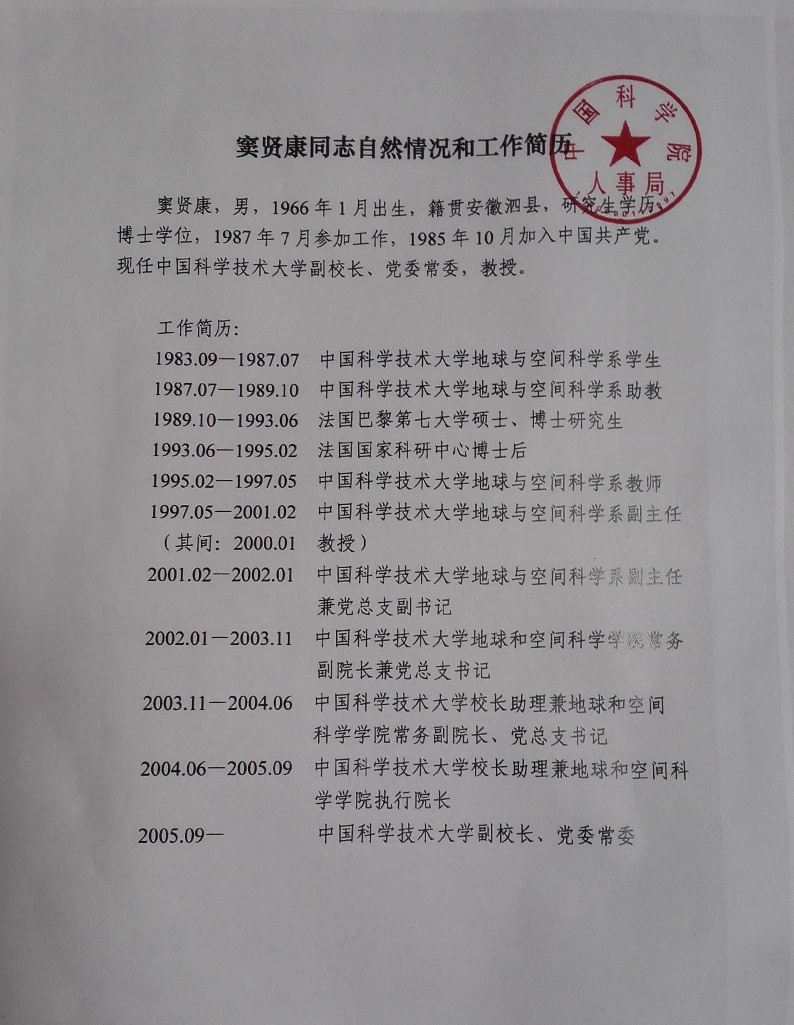 窦贤康同志自然情况和工作简历
中国科学院
人事局
窦贤康，男，1966年1月出生，籍贯安徽泗县，研究生学历，
博士学位，1987年7月参加工作，1985年10月加入中国共产党。
现任中国科学技术大学副校长、党委常委，教授。
工作简历：
1983.09—1987.07 中国科学技术大学地球与空间科学系学生
1987.07—1989.10 中国科学技术大学地球与空间科学系助教
1989.10—1993.06 法国巴黎第七大学硕士、博士研究生
1993.06—1995.02 法国国家科研中心博士后
1995.02—1997.05 中国科学技术大学地球与空间科学系教师
1997.05—2001.02 中国科学技术大学地球与空间科学系副主任
（其间：2000.01 教授）
2001.02—2002.01 中国科学技术大学地球与空间科学系副主任
兼党总支副书记
2002.01—2003.11 中国科学技术大学地球和空间科学学院常务
副院长兼党总支书记
2003.11—2004.06 中国科学技术大学校长助理兼地球和空间
科学学院常务副院长、党总支书记
2004.06—2005.09 中国科学技术大学校长助理兼地球和空间科
学学院执行院长
2005.09— 中国科学技术大学副校长、党委常委